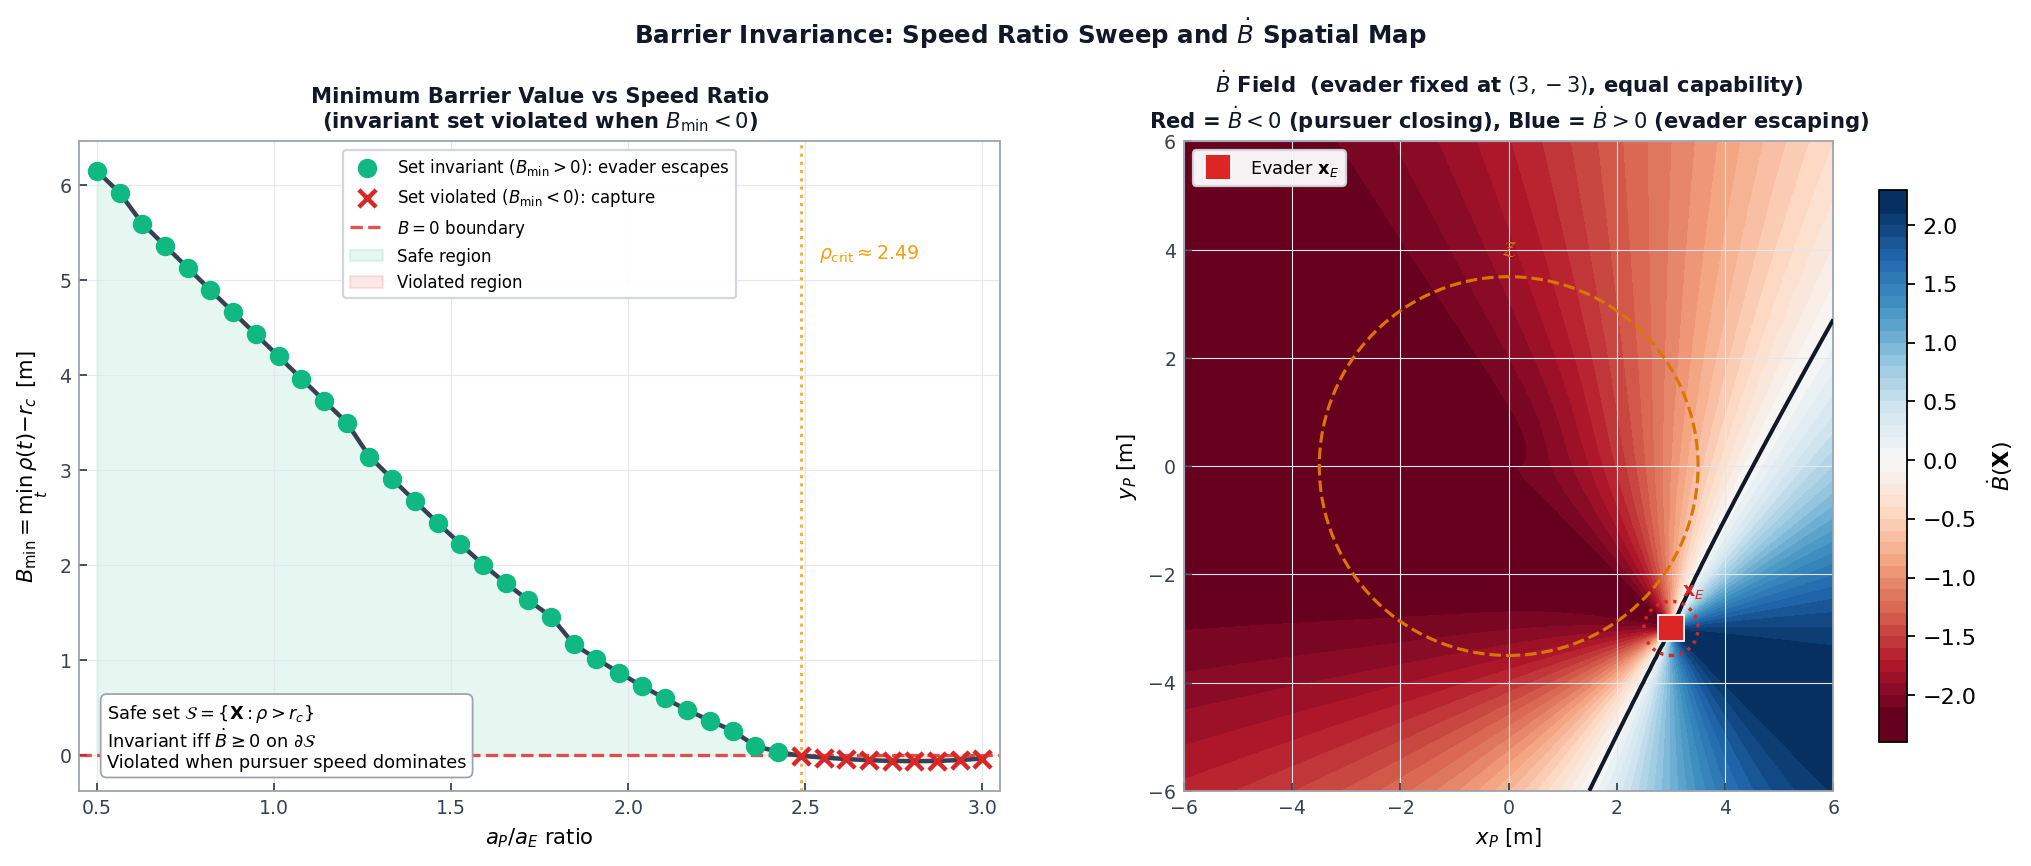 Barrier Invariance: Speed Ratio Sweep and Ḃ Spatial Map
Minimum Barrier Value vs Speed Ratio
(invariant set violated when B_min < 0)
Set invariant (B_min > 0): evader escapes
Set violated (B_min < 0): capture
B = 0 boundary
Safe region
Violated region
ρ_crit ≈ 2.49
Safe set 𝒮 = {𝐗 : ρ > r_c}
Invariant iff Ḃ ≥ 0 on ∂𝒮
Violated when pursuer speed dominates
B_min = min_t ρ(t) − r_c [m]
6
5
4
3
2
1
0
0.5 1.0 1.5 2.0 2.5 3.0
a_P/a_E ratio
Ḃ Field (evader fixed at (3, −3), equal capability)
Red = Ḃ < 0 (pursuer closing), Blue = Ḃ > 0 (evader escaping)
Evader 𝐱_E
𝐱_E
y_P [m]
6
4
2
0
−2
−4
−6
−6 −4 −2 0 2 4 6
x_P [m]
2.0
1.5
1.0
0.5
0.0
−0.5
−1.0
−1.5
−2.0
Ḃ(𝐗)